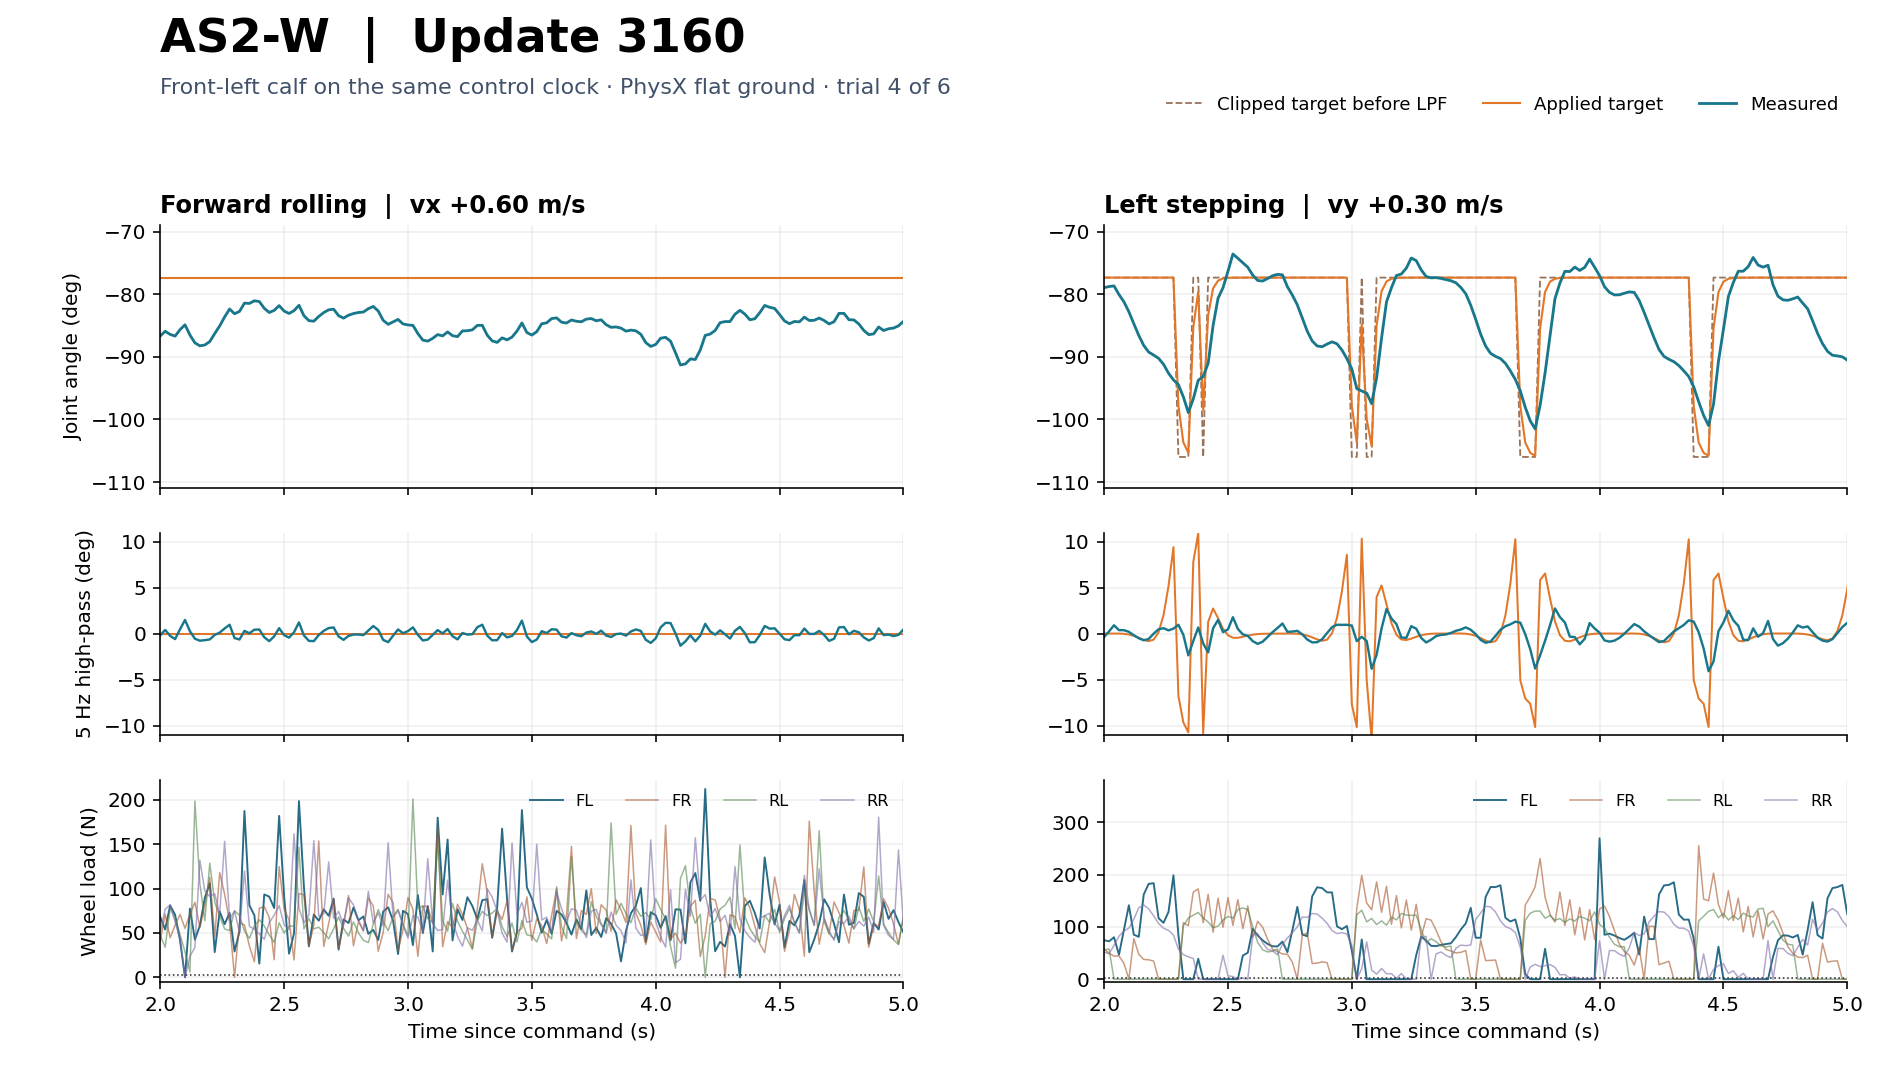 AS2-W | Update 3160
Front-left calf on the same control clock · PhysX flat ground · trial 4 of 6
Clipped target before LPF
Applied target
Measured
Forward rolling | vx +0.60 m/s
Joint angle (deg)
−70
−80
−90
−100
−110
5 Hz high-pass (deg)
10
5
0
−5
−10
Wheel load (N)
FL
FR
RL
RR
200
150
100
50
0
2.0
2.5
3.0
3.5
4.0
4.5
5.0
Time since command (s)
Left stepping | vy +0.30 m/s
−70
−80
−90
−100
−110
10
5
0
−5
−10
FL
FR
RL
RR
300
200
100
0
2.0
2.5
3.0
3.5
4.0
4.5
5.0
Time since command (s)